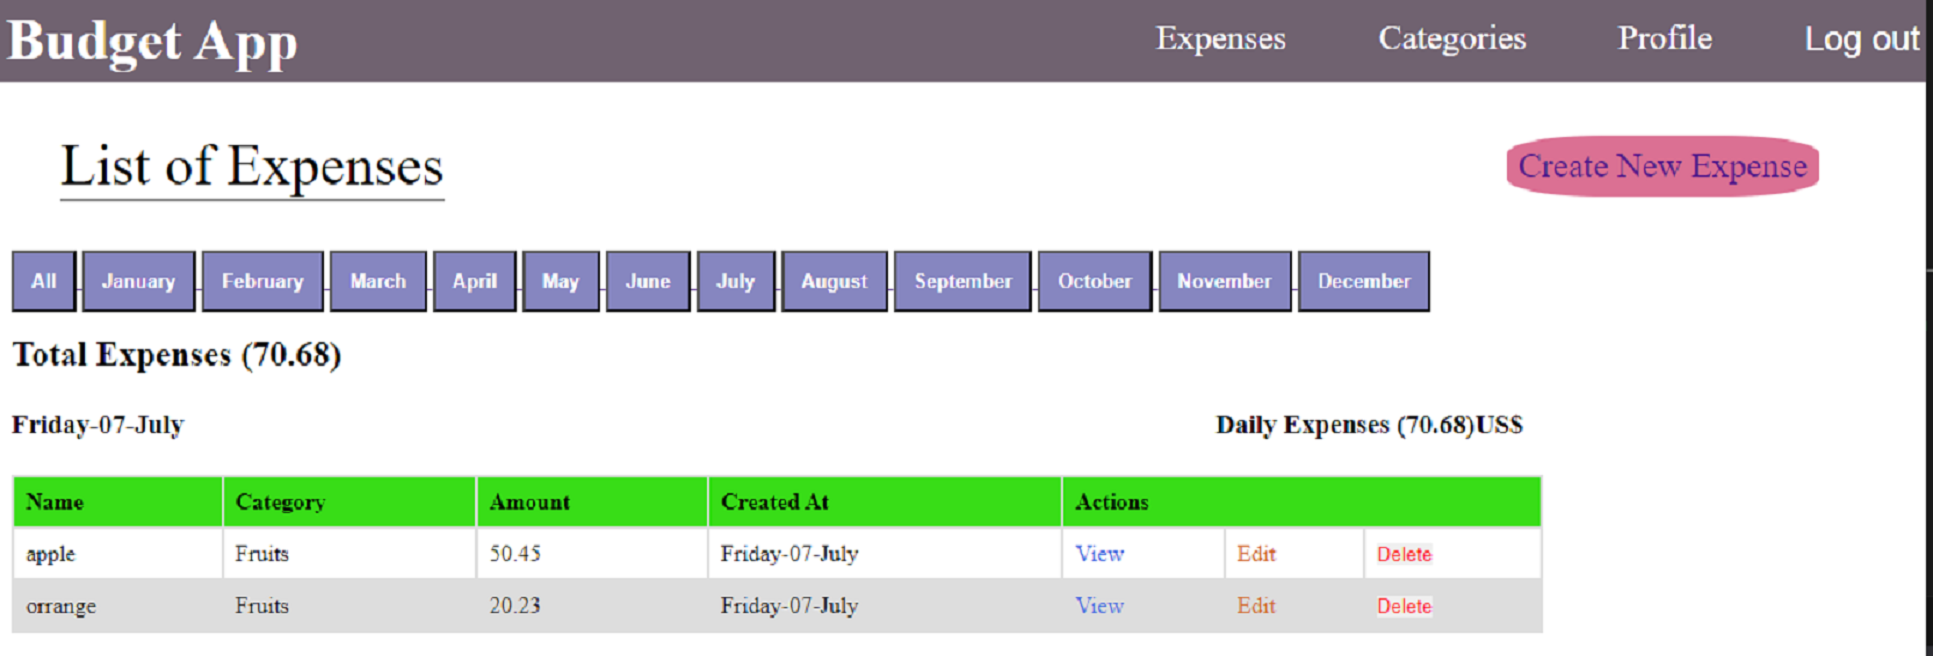 Budget App Expenses Categories Profile Log out
List of Expenses Create New Expense
All January February March April May June July August September October November December
Total Expenses (70.68)
Friday-07-July Daily Expenses (70.68)US$
Name Category Amount Created At Actions
apple Fruits 50.45 Friday-07-July View Edit Delete
orrange Fruits 20.23 Friday-07-July View Edit Delete